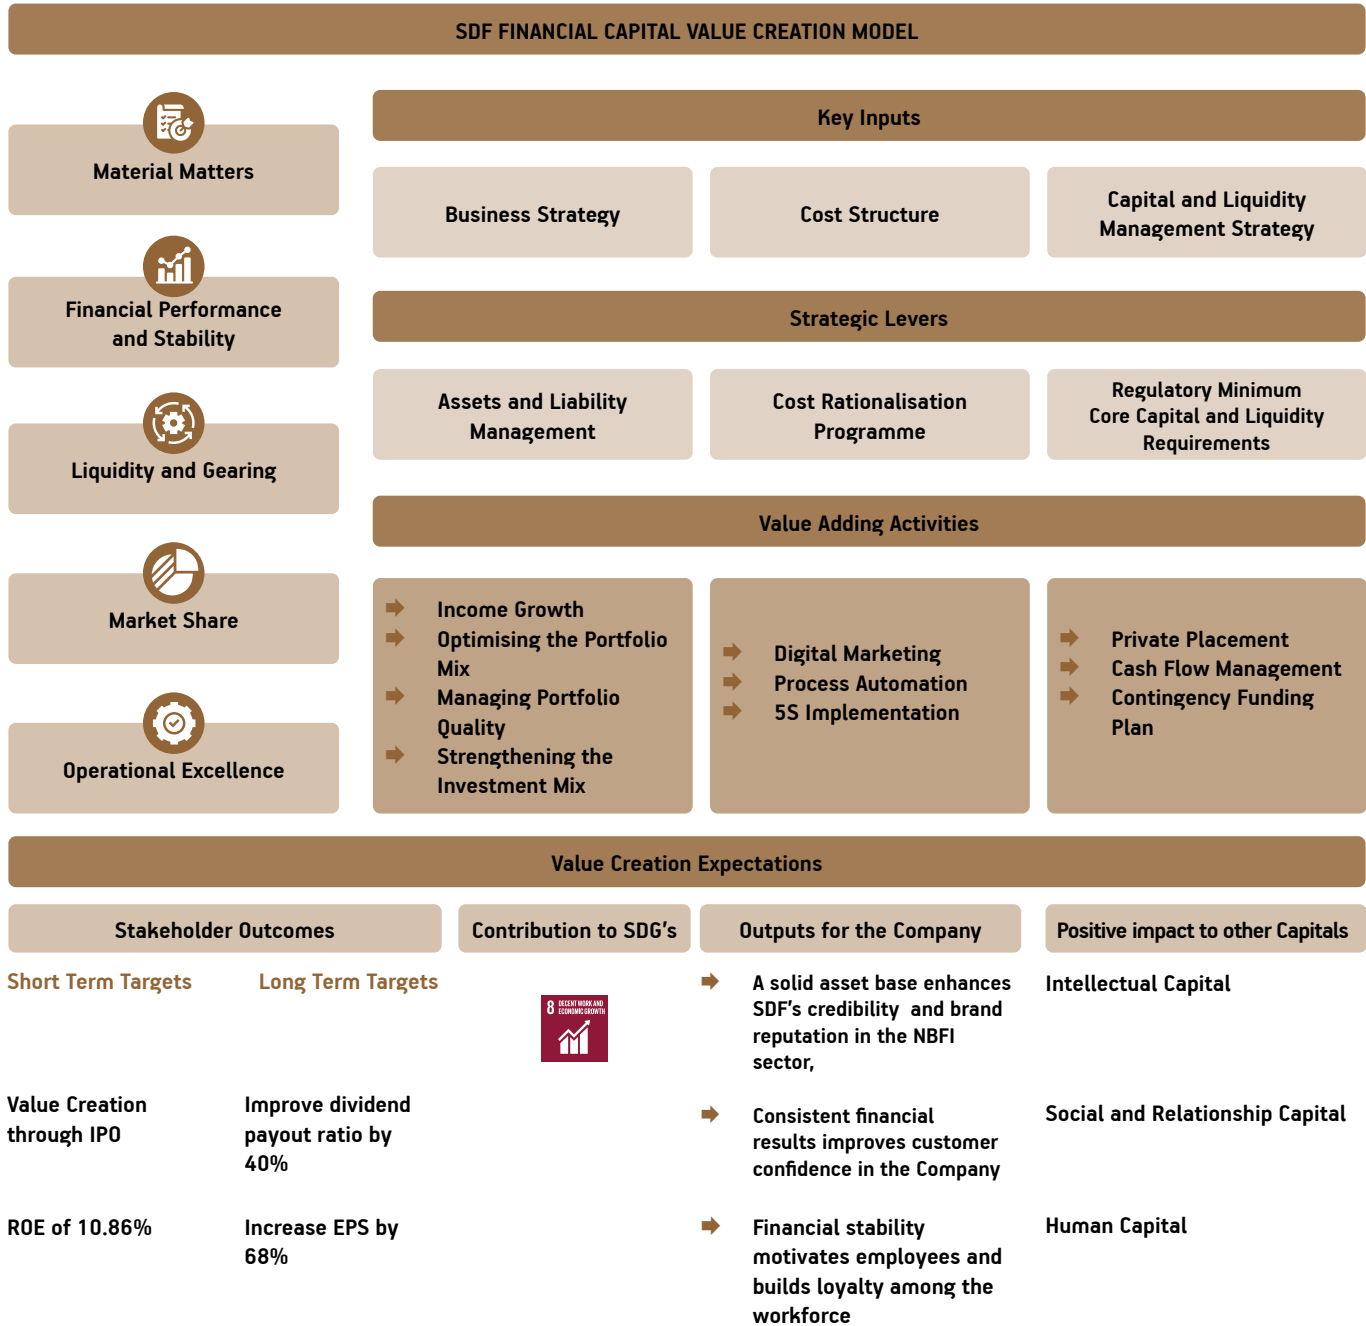 SDF FINANCIAL CAPITAL VALUE CREATION MODEL
Material Matters
Financial Performance
and Stability
Liquidity and Gearing
Market Share
Operational Excellence
Key Inputs
Business Strategy
Cost Structure
Capital and Liquidity
Management Strategy
Strategic Levers
Assets and Liability
Management
Cost Rationalisation
Programme
Regulatory Minimum
Core Capital and Liquidity
Requirements
Value Adding Activities
Income Growth
Optimising the Portfolio
Mix
Managing Portfolio
Quality
Strengthening the
Investment Mix
Digital Marketing
Process Automation
5S Implementation
Private Placement
Cash Flow Management
Contingency Funding
Plan
Value Creation Expectations
Stakeholder Outcomes
Short Term Targets
Long Term Targets
Value Creation
through IPO
Improve dividend
payout ratio by
40%
ROE of 10.86%
Increase EPS by
68%
Contribution to SDG's
8 DECENT WORK AND
ECONOMIC GROWTH
Outputs for the Company
A solid asset base enhances
SDF's credibility and brand
reputation in the NBFI
sector,
Consistent financial
results improves customer
confidence in the Company
Financial stability
motivates employees and
builds loyalty among the
workforce
Positive impact to other Capitals
Intellectual Capital
Social and Relationship Capital
Human Capital